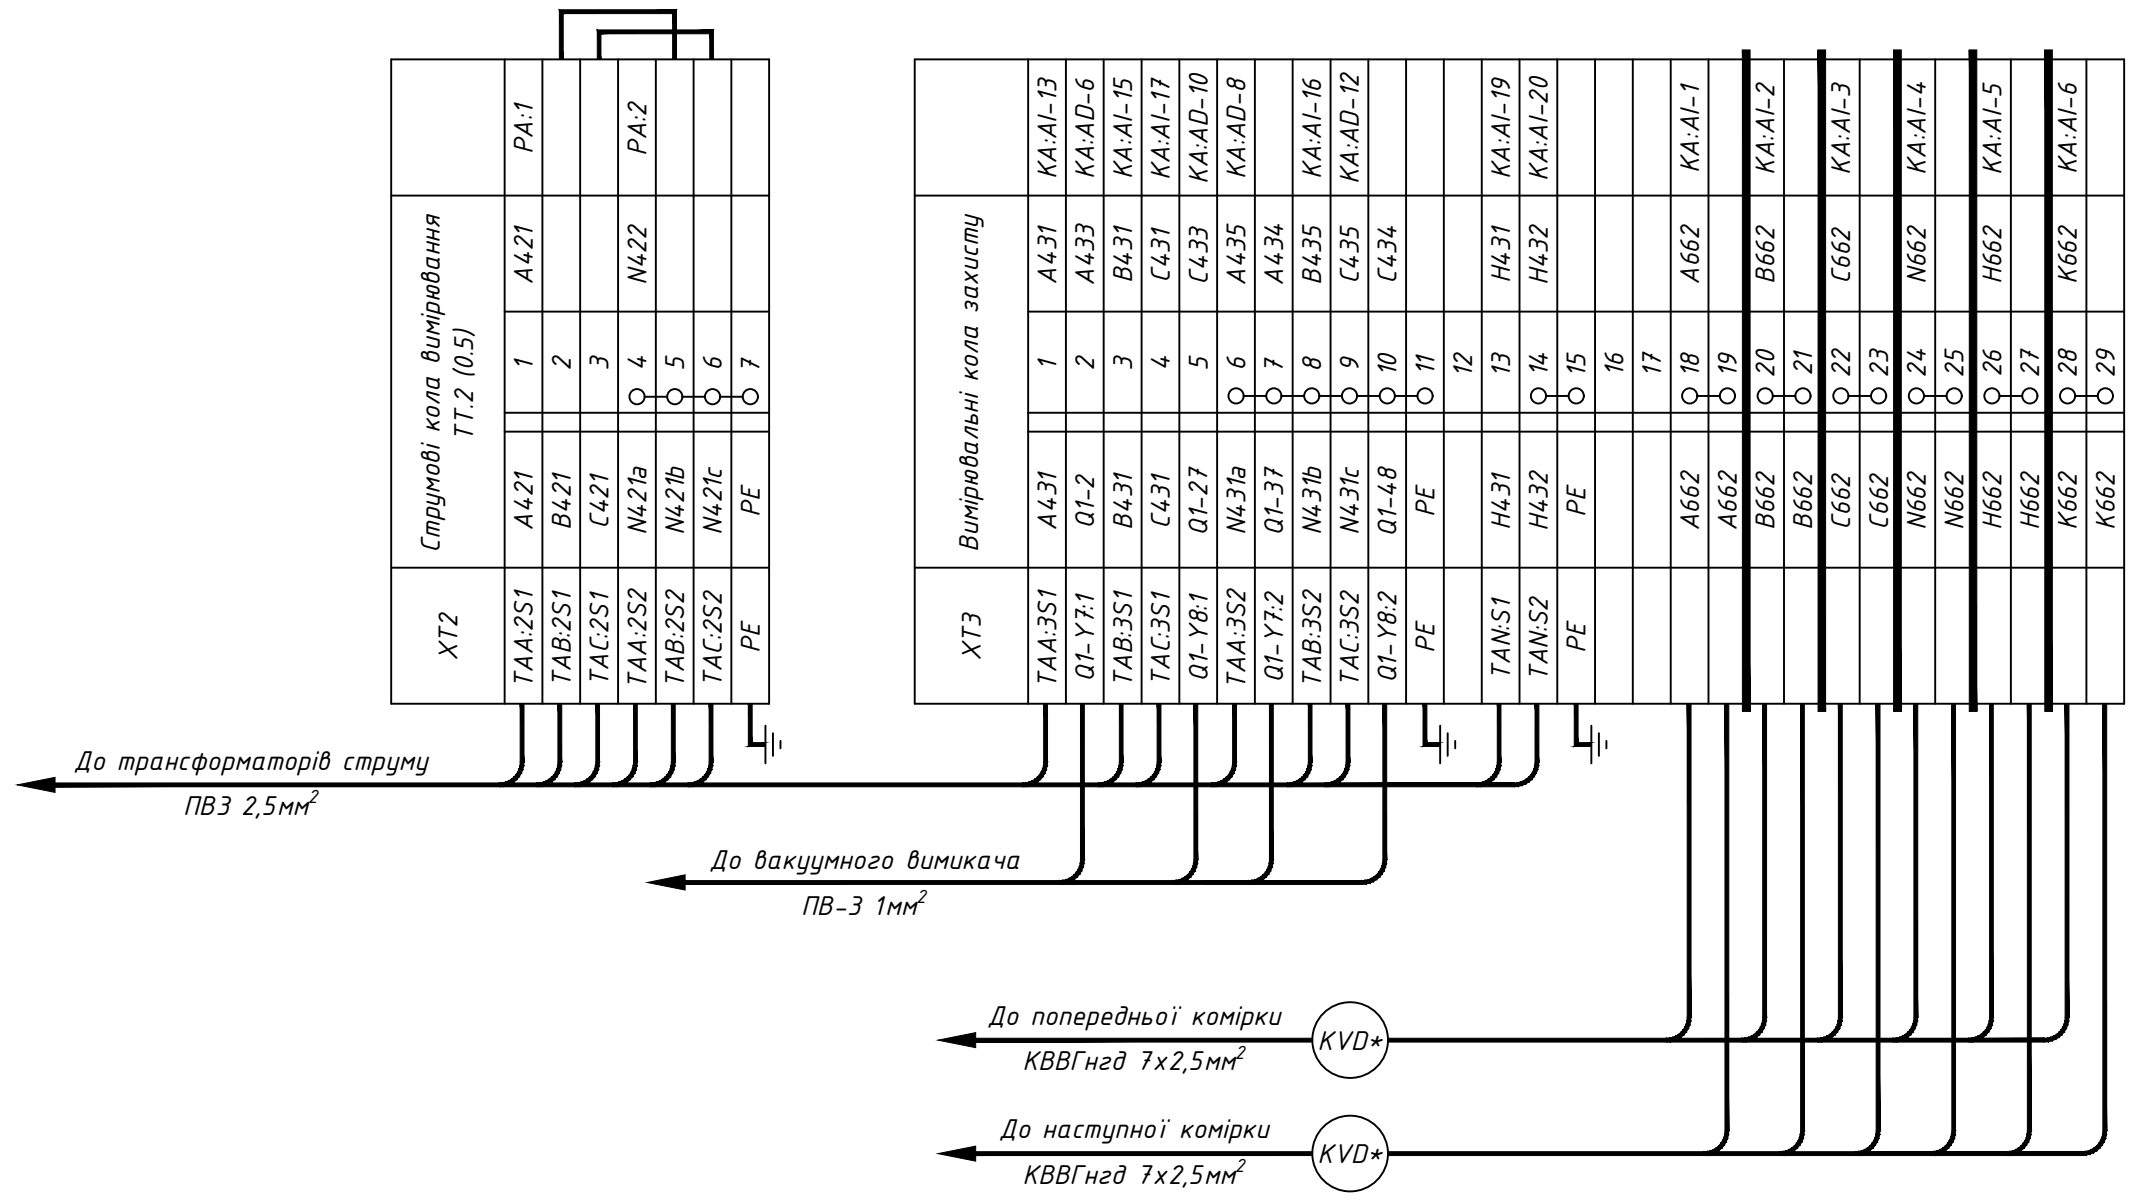 XT2
Струмові кола вимірювання
ТТ.2 (0.5)
TAA:2S1 A421 1 A421 PA:1
TAB:2S1 B421 2
TAC:2S1 C421 3
TAA:2S2 N421a 4 N422 PA:2
TAB:2S2 N421b 5
TAC:2S2 N421c 6
PE PE 7
XT3
Вимірювальні кола захисту
TAA:3S1 A431 1 A431 KA:AI-13
Q1-Y7:1 Q1-2 2 A433 KA:AD-6
TAB:3S1 B431 3 B431 KA:AI-15
TAC:3S1 C431 4 C431 KA:AI-17
Q1-Y8:1 Q1-27 5 C433 KA:AD-10
TAA:3S2 N431a 6 A435 KA:AD-8
Q1-Y7:2 Q1-37 7 A434
TAB:3S2 N431b 8 B435 KA:AI-16
TAC:3S2 N431c 9 C435 KA:AD-12
Q1-Y8:2 Q1-48 10 C434
PE PE 11
12
TAN:S1 H431 13 H431 KA:AI-19
TAN:S2 H432 14 H432 KA:AI-20
PE PE 15
16
17
A662 18 A662 KA:AI-1
A662 19
B662 20 B662 KA:AI-2
B662 21
C662 22 C662 KA:AI-3
C662 23
N662 24 N662 KA:AI-4
N662 25
H662 26 H662 KA:AI-5
H662 27
K662 28 K662 KA:AI-6
K662 29
До трансформаторів струму
ПВ3 2,5мм²
До вакуумного вимикача
ПВ-3 1мм²
До попередньої комірки
КВВГнгд 7х2,5мм²
KVD*
До наступної комірки
КВВГнгд 7х2,5мм²
KVD*